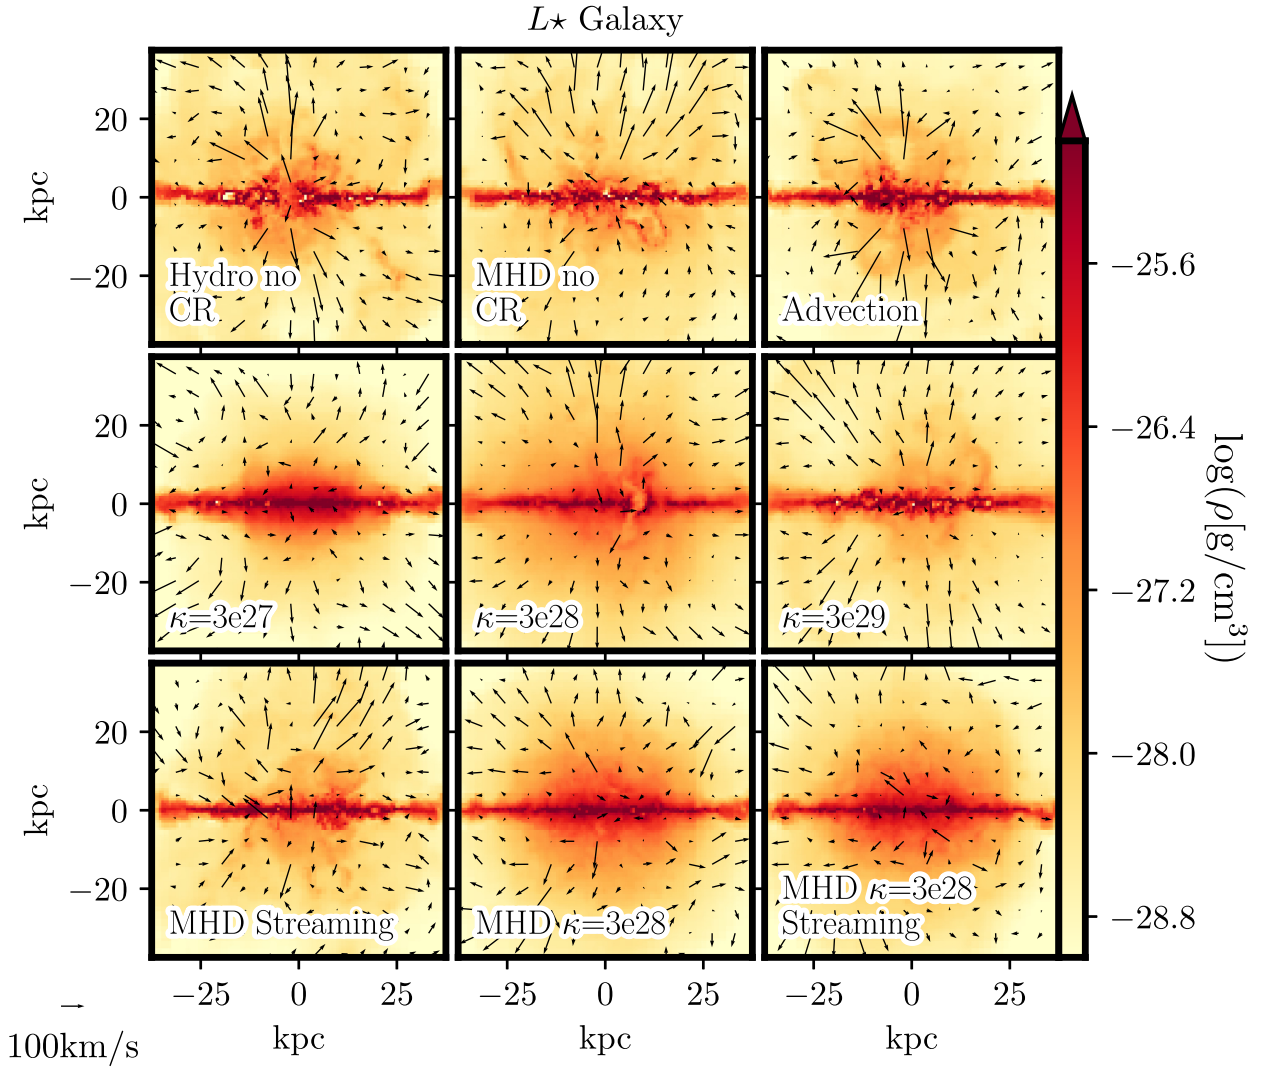 L⋆ Galaxy
20
0
−20
kpc
Hydro no
CR
MHD no
CR
Advection
20
0
−20
kpc
κ=3e27
κ=3e28
κ=3e29
20
0
−20
kpc
MHD Streaming
MHD κ=3e28
MHD κ=3e28
Streaming
−25 0 25
−25 0 25
−25 0 25
kpc
kpc
kpc
100km/s
−25.6
−26.4
−27.2
−28.0
−28.8
log(ρ[g/cm³])